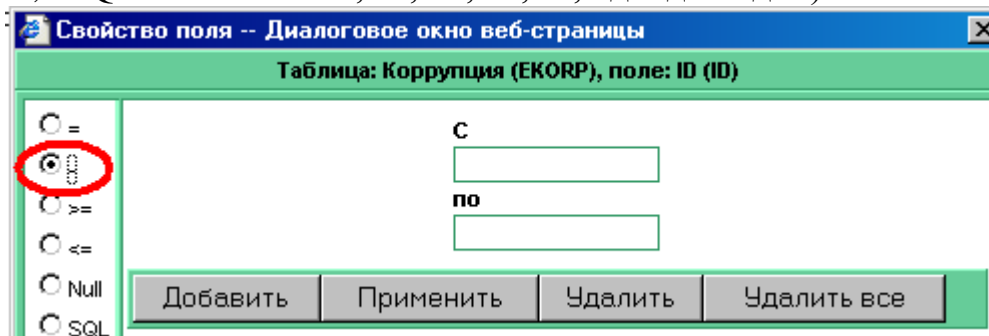 Свойство поля -- Диалоговое окно веб-страницы
Таблица: Коррупция (EKORP), поле: ID (ID)
=
С
>=
по
<=
Null
SQL
Добавить Применить Удалить Удалить все